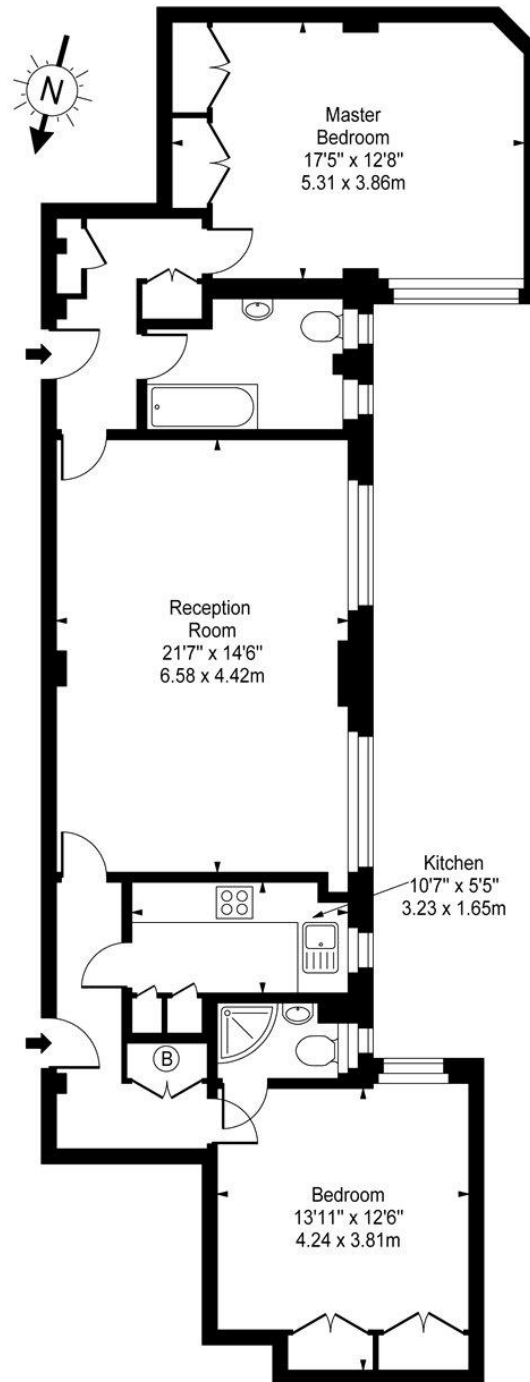 N
Master
Bedroom
17'5" x 12'8"
5.31 x 3.86m
Reception
Room
21'7" x 14'6"
6.58 x 4.42m
Kitchen
10'7" x 5'5"
3.23 x 1.65m
B
Bedroom
13'11" x 12'6"
4.24 x 3.81m